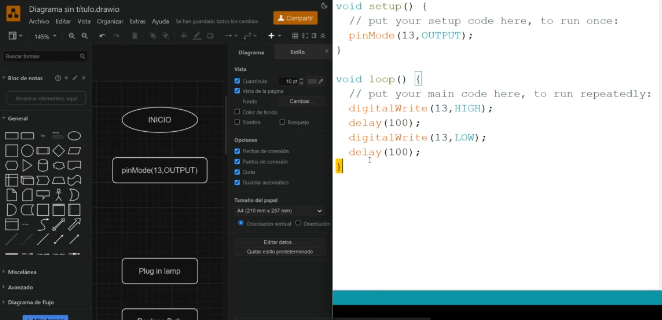 Diagrama sin título.drawio
Archivo Editar Vista Organizar Extras Ayuda Se han guardado todos los cambios
Compartir
145%
Buscar formas
Bloc de notas
Arrastrar elementos aquí
General
Misceláneas
Avanzado
Diagrama de flujo
INICIO
pinMode(13,OUTPUT)
Plug in lamp
Diagrama Estilo
Vista
Cuadrícula 10 pt
Vista de la página
Fondo Cambiar...
Color de fondo
Sombra Bosquejo
Opciones
Flechas de conexión
Puntos de conexión
Guías
Guardar automático
Tamaño del papel
A4 (210 mm x 297 mm)
Orientación vertical Orientación
Editar datos
Quitar estilo predeterminado
void setup() {
// put your setup code here, to run once:
pinMode(13,OUTPUT);
}
void loop() {
// put your main code here, to run repeatedly:
digitalWrite(13,HIGH);
delay(100);
digitalWrite(13,LOW);
delay(100);
}